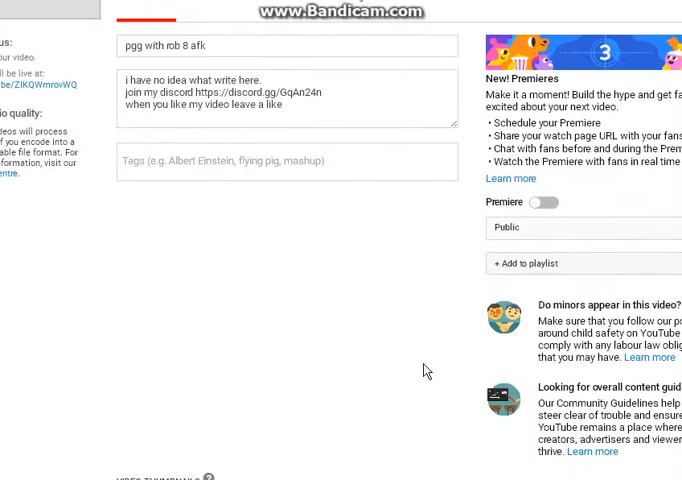 www.Bandicam.com
us:
your video.
ll be live at:
be/ZIKQWmrovWQ
io quality:
deos will process
f you encode into a
able file format. For
formation, visit our
entre.
pgg with rob 8 afk
i have no idea what write here.
join my discord https://discord.gg/GqAn24n
when you like my video leave a like
Tags (e.g. Albert Einstein, flying pig, mashup)
3
New! Premieres
Make it a moment! Build the hype and get fa
excited about your next video.
• Schedule your Premiere
• Share your watch page URL with your fans
• Chat with fans before and during the Prem
• Watch the Premiere with fans in real time
Learn more
Premiere
Public
+ Add to playlist
Do minors appear in this video?
Make sure that you follow our po
around child safety on YouTube
comply with any labour law oblig
that you may have. Learn more
Looking for overall content guid
Our Community Guidelines help
steer clear of trouble and ensure
YouTube remains a place where
creators, advertisers and viewer
thrive. Learn more
VIDEO THUMBNAILS ?